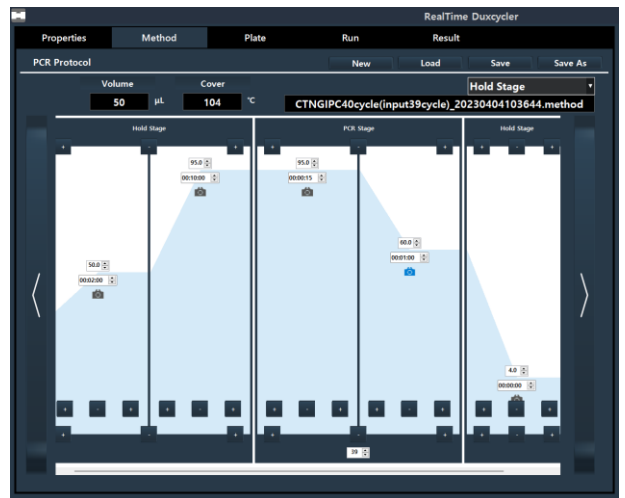 RealTime Duxcycler
Properties Method Plate Run Result
PCR Protocol New Load Save Save As
Volume Cover Hold Stage
50 µL 104 ℃ CTNGIPC40cycle(input39cycle)_20230404103644.method
Hold Stage PCR Stage Hold Stage
+ - + + - + + - +
95.0 95.0
00:10:00 00:00:15
60.0
00:01:00
50.0
00:02:00
4.0
00:00:00
+ - + + - + + - + + - + + - +
+ - + + - + + - +
39